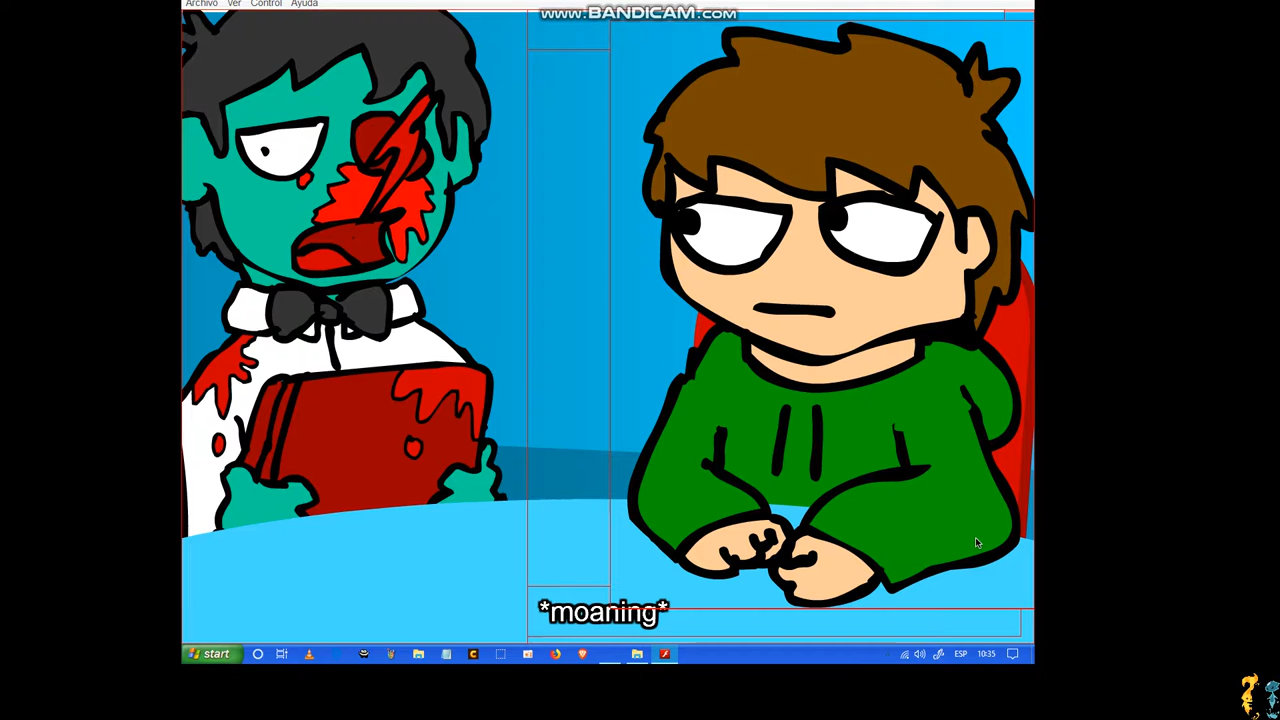 Archivo Ver Control Ayuda
www.BANDICAM.com
*moaning*
start
ESP 10:35